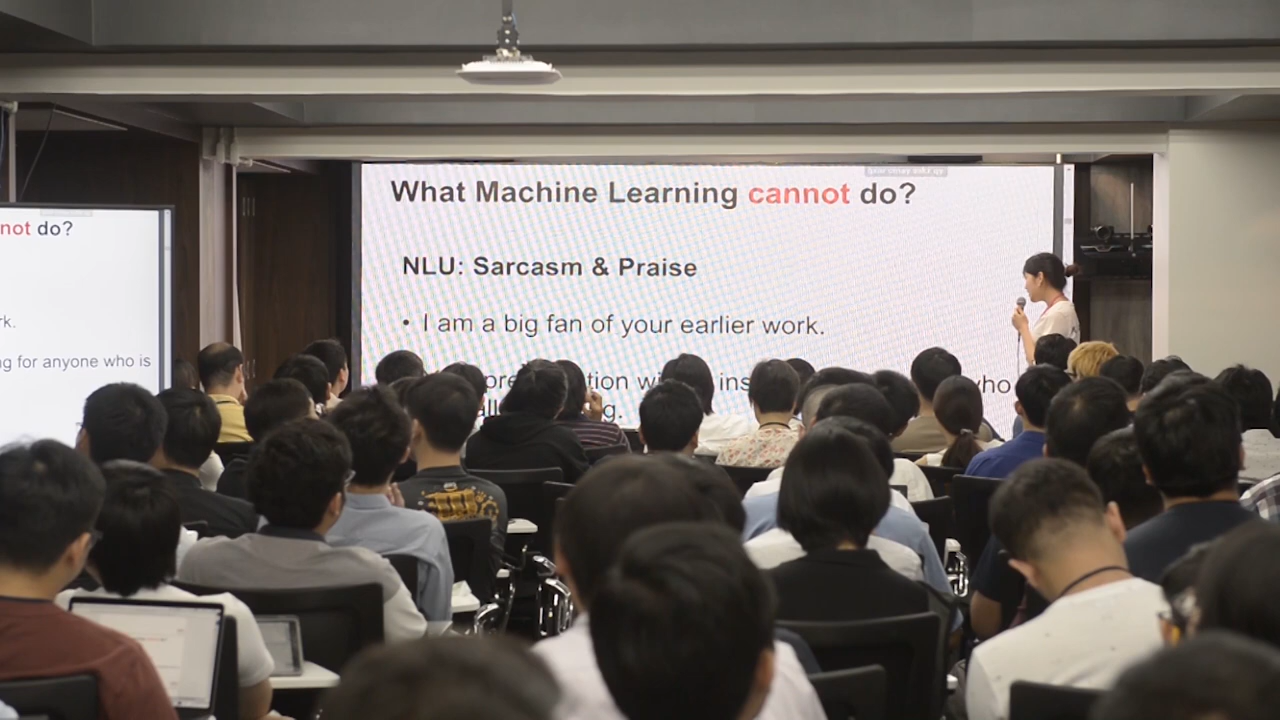 What Machine Learning cannot do?
NLU: Sarcasm & Praise
• I am a big fan of your earlier work.
not do?
rk.
ng for anyone who is